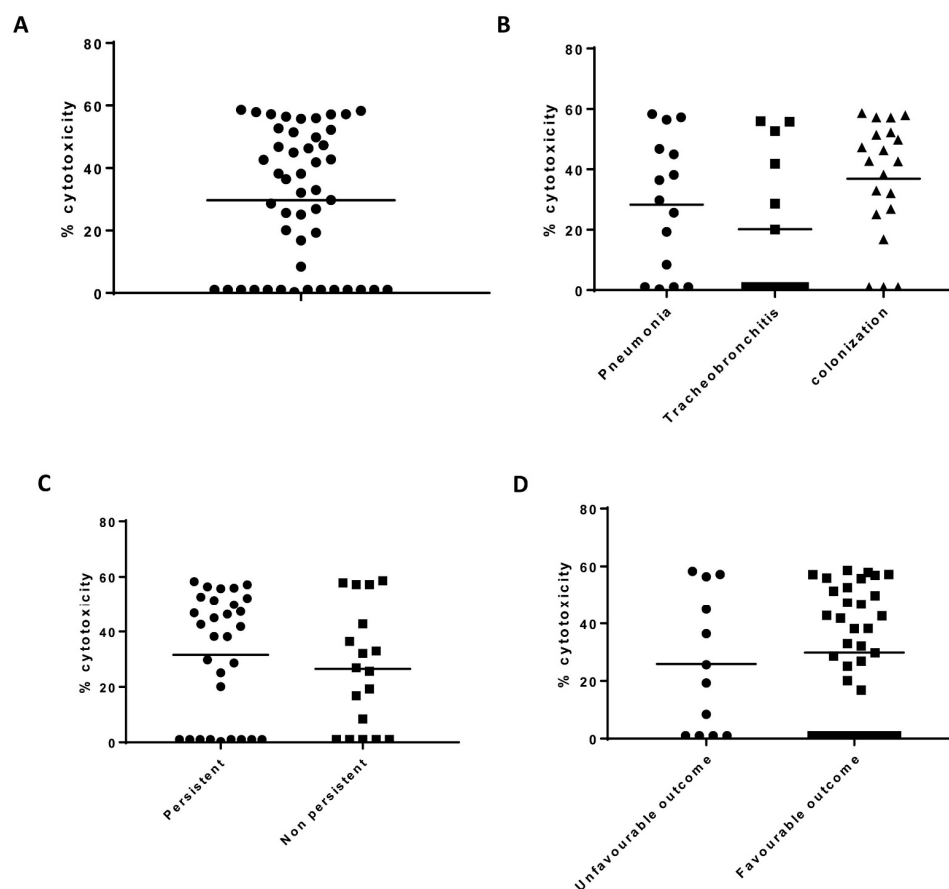 A
80
60
40
20
0
% cytotoxicity
B
80
60
40
20
0
% cytotoxicity
Pneumonia
Tracheobronchitis
colonization
C
80
60
40
20
0
% cytotoxicity
Persistent
Non persistent
D
80
60
40
20
0
% cytotoxicity
Unfavourable outcome
Favourable outcome